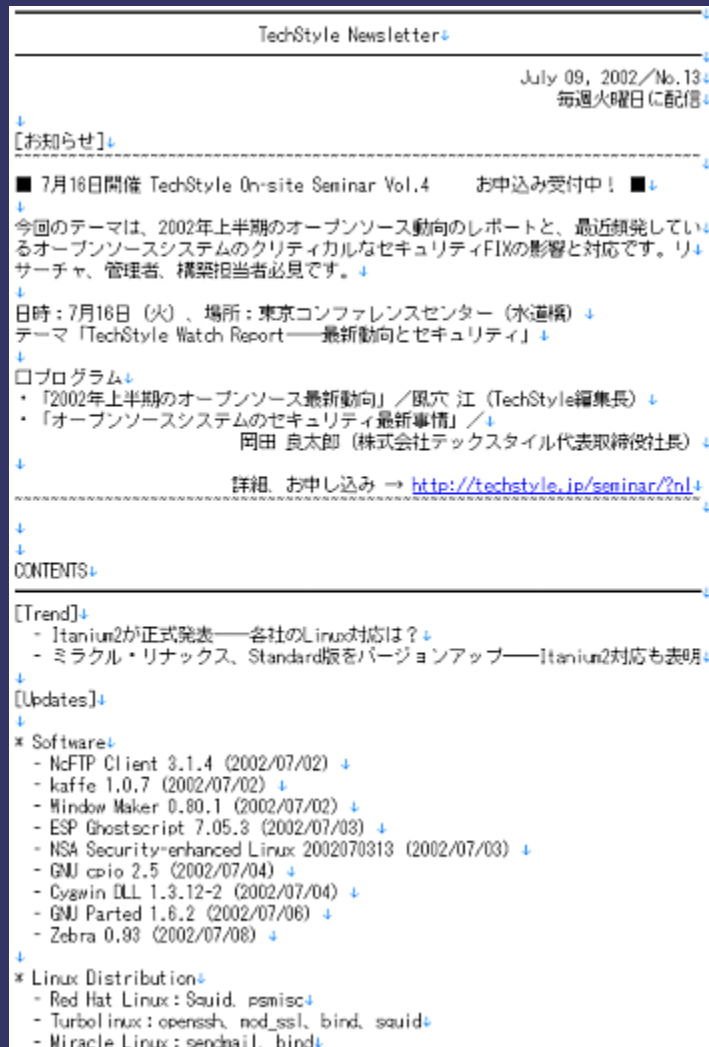 TechStyle Newsletter↓
July 09, 2002／No.13↓
毎週火曜日に配信↓
↓
[お知らせ]↓
~~~~~~~~~~~~~~~~~~~~~~~~~~~~~~~~~~~~~~~~~~~~~~~~~~~~~~~~~~~~~~~~~~~~~~↓
■ 7月16日開催 TechStyle On-site Seminar Vol.4　　お申込み受付中！ ■↓
↓
今回のテーマは、2002年上半期のオープンソース動向のレポートと、最近頻発してい↓
るオープンソースシステムのクリティカルなセキュリティFIXの影響と対応です。リ↓
サーチャ、管理者、構築担当者必見です。↓
↓
日時：7月16日（火）、場所：東京コンファレンスセンター（水道橋）↓
テーマ「TechStyle Watch Report――最新動向とセキュリティ」↓
↓
□プログラム↓
・「2002年上半期のオープンソース最新動向」／風穴 江（TechStyle編集長）↓
・「オープンソースシステムのセキュリティ最新事情」／↓
岡田 良太郎（株式会社テックスタイル代表取締役社長）↓
↓
詳細、お申し込み → http://techstyle.jp/seminar/?nl↓
~~~~~~~~~~~~~~~~~~~~~~~~~~~~~~~~~~~~~~~~~~~~~~~~~~~~~~~~~~~~~~~~~~~~~~↓
↓
↓
CONTENTS↓
[Trend]↓
- Itanium2が正式発表――各社のLinux対応は？↓
- ミラクル・リナックス、Standard版をバージョンアップ――Itanium2対応も表明↓
↓
[Updates]↓
↓
* Software↓
- NcFTP Client 3.1.4 (2002/07/02) ↓
- kaffe 1.0.7 (2002/07/02) ↓
- Window Maker 0.80.1 (2002/07/02) ↓
- ESP Ghostscript 7.05.3 (2002/07/03) ↓
- NSA Security-enhanced Linux 2002070313 (2002/07/03) ↓
- GNU cpio 2.5 (2002/07/04) ↓
- Cygwin DLL 1.3.12-2 (2002/07/04) ↓
- GNU Parted 1.6.2 (2002/07/06) ↓
- Zebra 0.93 (2002/07/08) ↓
↓
* Linux Distribution↓
- Red Hat Linux：Squid、psmisc↓
- Turbolinux：openssh、mod_ssl、bind、squid↓
- Miracle Linux：sendmail、bind↓